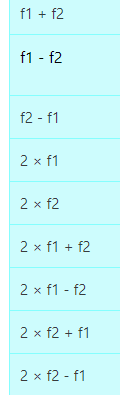 f1 + f2
f1 - f2
f2 - f1
2 × f1
2 × f2
2 × f1 + f2
2 × f1 - f2
2 × f2 + f1
2 × f2 - f1